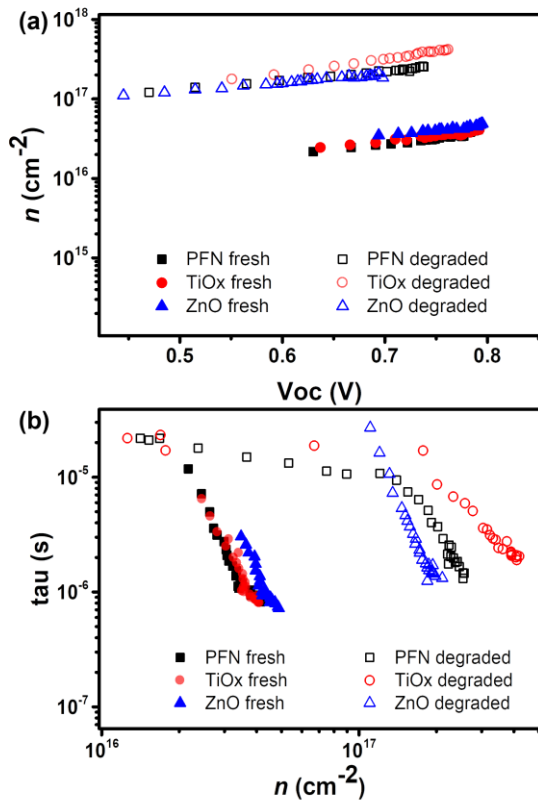 (a)
10^18
10^17
10^16
10^15
n (cm^-2)
PFN fresh PFN degraded
TiOx fresh TiOx degraded
ZnO fresh ZnO degraded
0.5 0.6 0.7 0.8
Voc (V)
(b)
10^-5
10^-6
10^-7
tau (s)
PFN fresh PFN degraded
TiOx fresh TiOx degraded
ZnO fresh ZnO degraded
10^16 10^17
n (cm^-2)